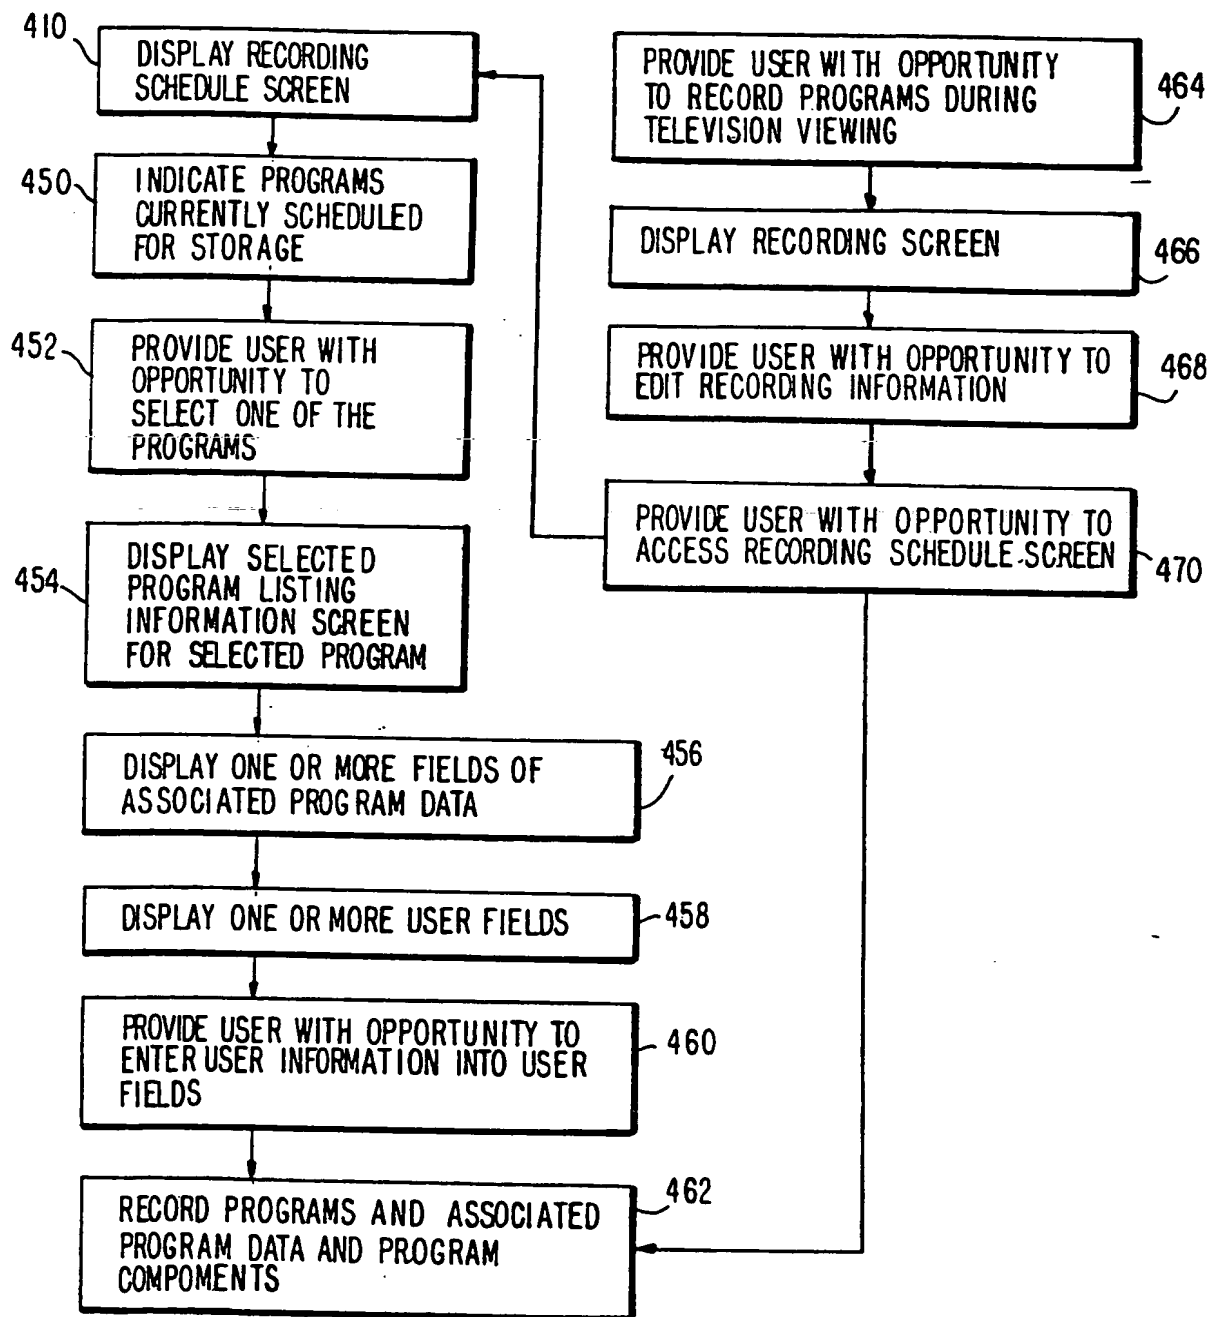 410
DISPLAY RECORDING
SCHEDULE SCREEN
450
INDICATE PROGRAMS
CURRENTLY SCHEDULED
FOR STORAGE
452
PROVIDE USER WITH
OPPORTUNITY TO
SELECT ONE OF THE
PROGRAMS
454
DISPLAY SELECTED
PROGRAM LISTING
INFORMATION SCREEN
FOR SELECTED PROGRAM
456
DISPLAY ONE OR MORE FIELDS OF
ASSOCIATED PROGRAM DATA
458
DISPLAY ONE OR MORE USER FIELDS
460
PROVIDE USER WITH OPPORTUNITY TO
ENTER USER INFORMATION INTO USER
FIELDS
462
RECORD PROGRAMS AND ASSOCIATED
PROGRAM DATA AND PROGRAM
COMPOMENTS
464
PROVIDE USER WITH OPPORTUNITY
TO RECORD PROGRAMS DURING
TELEVISION VIEWING
466
DISPLAY RECORDING SCREEN
468
PROVIDE USER WITH OPPORTUNITY TO
EDIT RECORDING INFORMATION
470
PROVIDE USER WITH OPPORTUNITY TO
ACCESS RECORDING SCHEDULE SCREEN